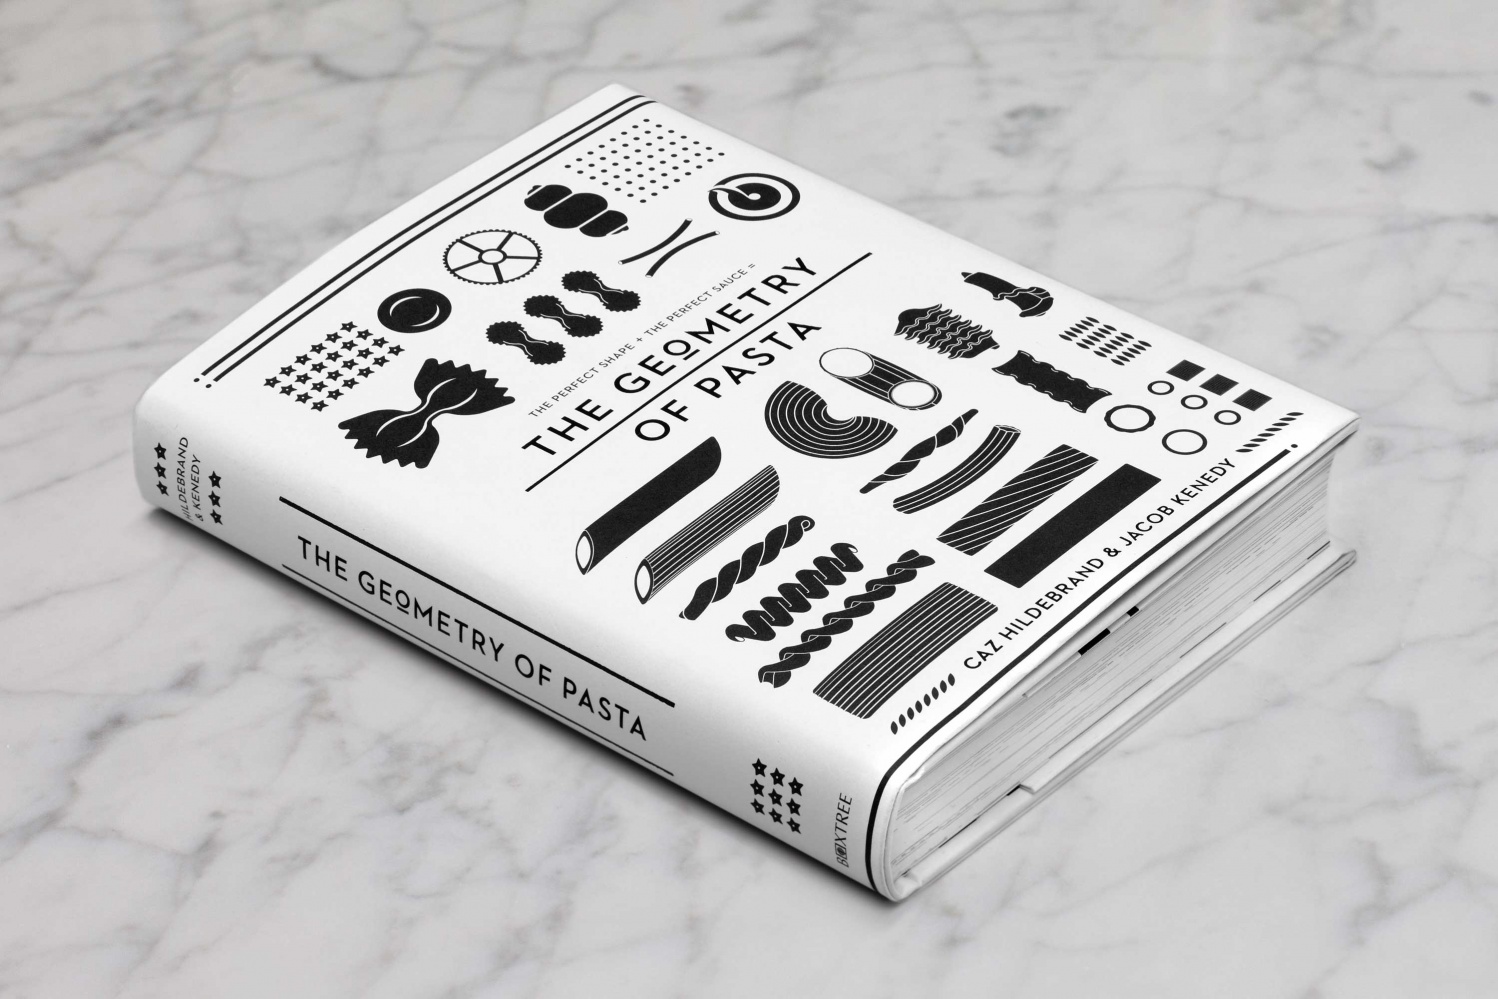 THE PERFECT SHAPE + THE PERFECT SAUCE =
THE GEOMETRY
OF PASTA
CAZ HILDEBRAND & JACOB KENEDY
HILDEBRAND
& KENEDY
THE GEOMETRY OF PASTA
BOXTREE